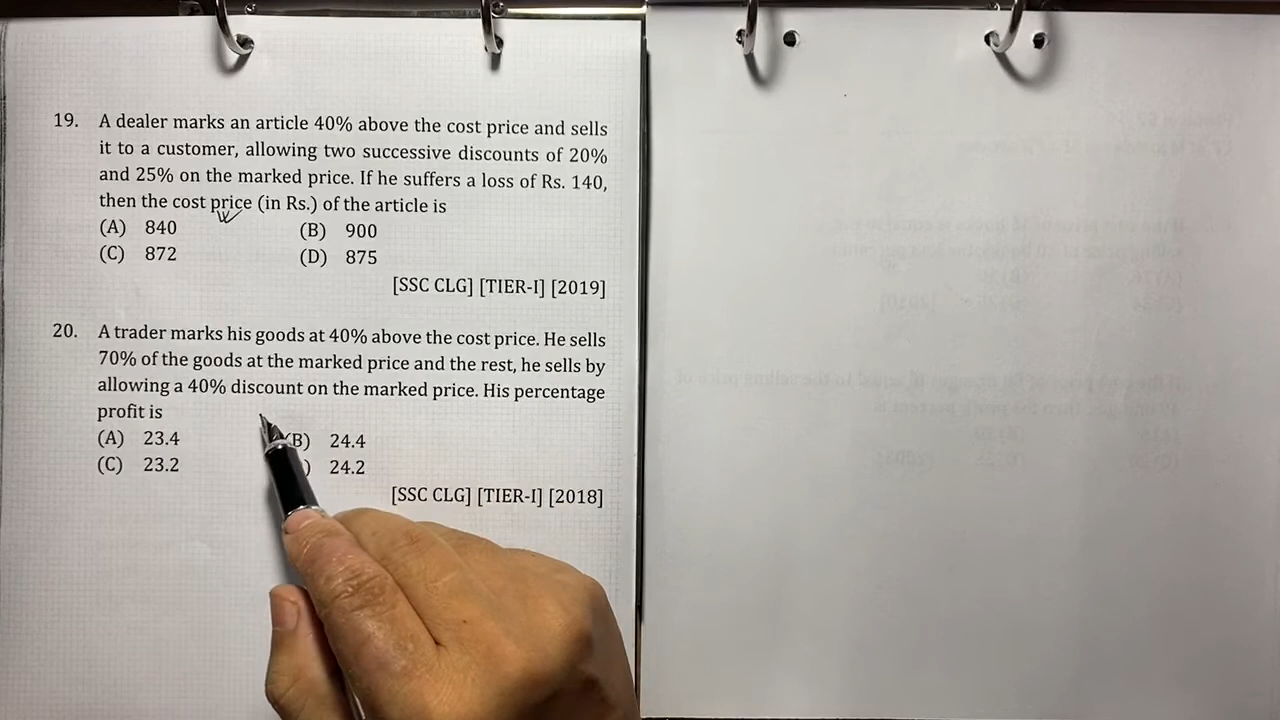 19. A dealer marks an article 40% above the cost price and sells
it to a customer, allowing two successive discounts of 20%
and 25% on the marked price. If he suffers a loss of Rs. 140,
then the cost price (in Rs.) of the article is
(A) 840 (B) 900
(C) 872 (D) 875
[SSC CLG] [TIER-I] [2019]
20. A trader marks his goods at 40% above the cost price. He sells
70% of the goods at the marked price and the rest, he sells by
allowing a 40% discount on the marked price. His percentage
profit is
(A) 23.4 (B) 24.4
(C) 23.2 ) 24.2
[SSC CLG] [TIER-I] [2018]